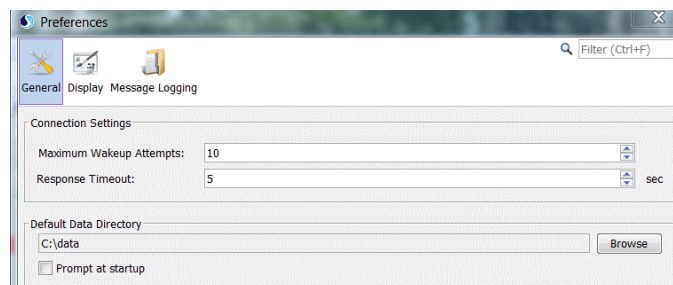 Preferences
Filter (Ctrl+F)
General Display Message Logging
Connection Settings
Maximum Wakeup Attempts: 10
Response Timeout: 5 sec
Default Data Directory
C:\data Browse
Prompt at startup